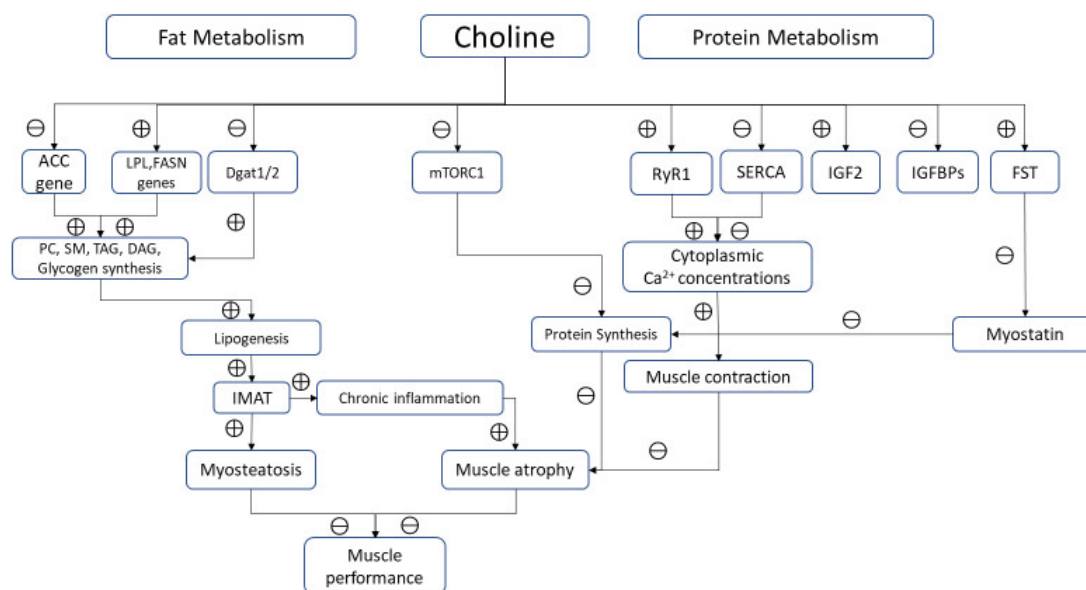 Fat Metabolism
Choline
Protein Metabolism
ACC
gene
LPL,FASN
genes
Dgat1/2
mTORC1
RyR1
SERCA
IGF2
IGFBPs
FST
PC, SM, TAG, DAG,
Glycogen synthesis
Cytoplasmic
Ca²⁺ concentrations
Lipogenesis
Protein Synthesis
Myostatin
Muscle contraction
IMAT
Chronic inflammation
Myosteatosis
Muscle atrophy
Muscle
performance